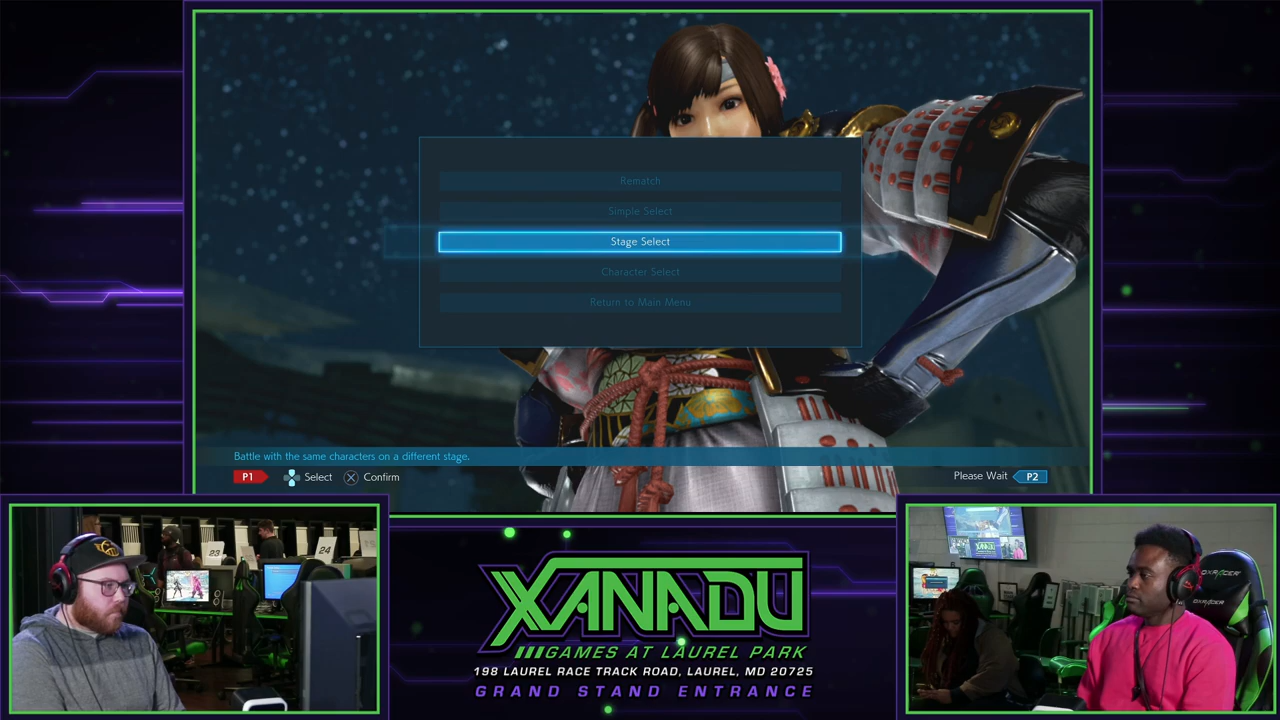 Rematch
Simple Select
Stage Select
Character Select
Return to Main Menu
Battle with the same characters on a different stage.
P1 Select Confirm
Please Wait P2
23
24
DXRACER
DXRACER
XANADU
GAMES AT LAUREL PARK
198 LAUREL RACE TRACK ROAD, LAUREL, MD 20725
GRAND STAND ENTRANCE